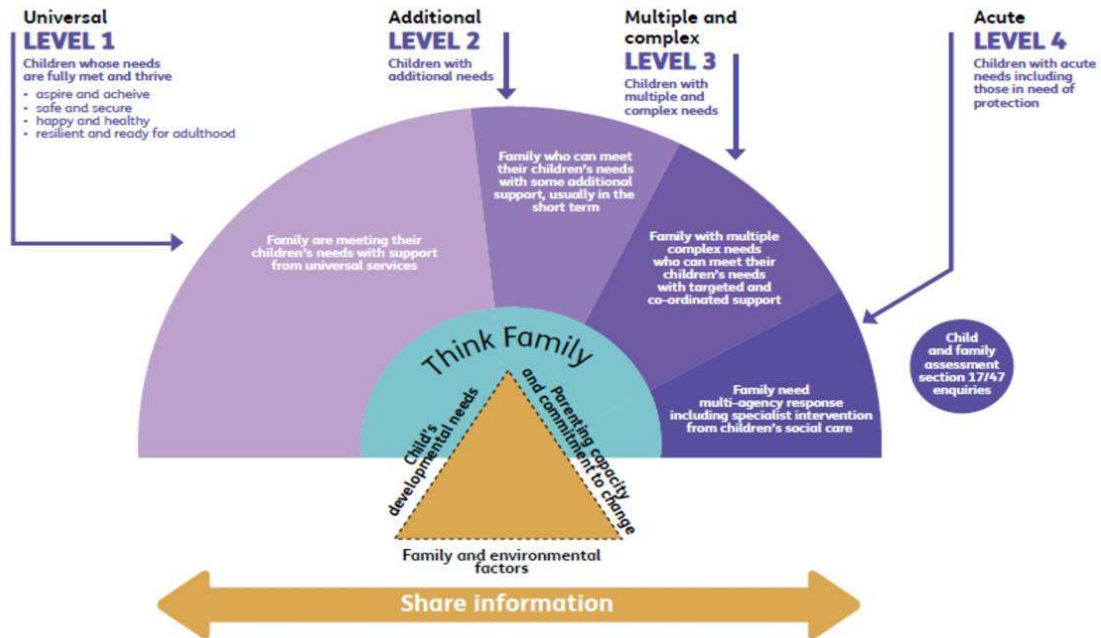 Universal
LEVEL 1
Children whose needs
are fully met and thrive
• aspire and acheive
• safe and secure
• happy and healthy
• resilient and ready for adulthood
Additional
LEVEL 2
Children with
additional needs
Multiple and
complex
LEVEL 3
Children with
multiple and
complex needs
Acute
LEVEL 4
Children with acute
needs including
those in need of
protection
Family are meeting their
children's needs with support
from universal services
Family who can meet
their children's needs
with some additional
support, usually in the
short term
Family with multiple
complex needs
who can meet their
children's needs
with targeted and
co-ordinated support
Family need
multi-agency response
including specialist intervention
from children's social care
Child
and family
assessment
section 17/47
enquiries
Think Family
Child's
developmental needs
Parenting capacity
and commitment to change
Family and environmental
factors
Share information